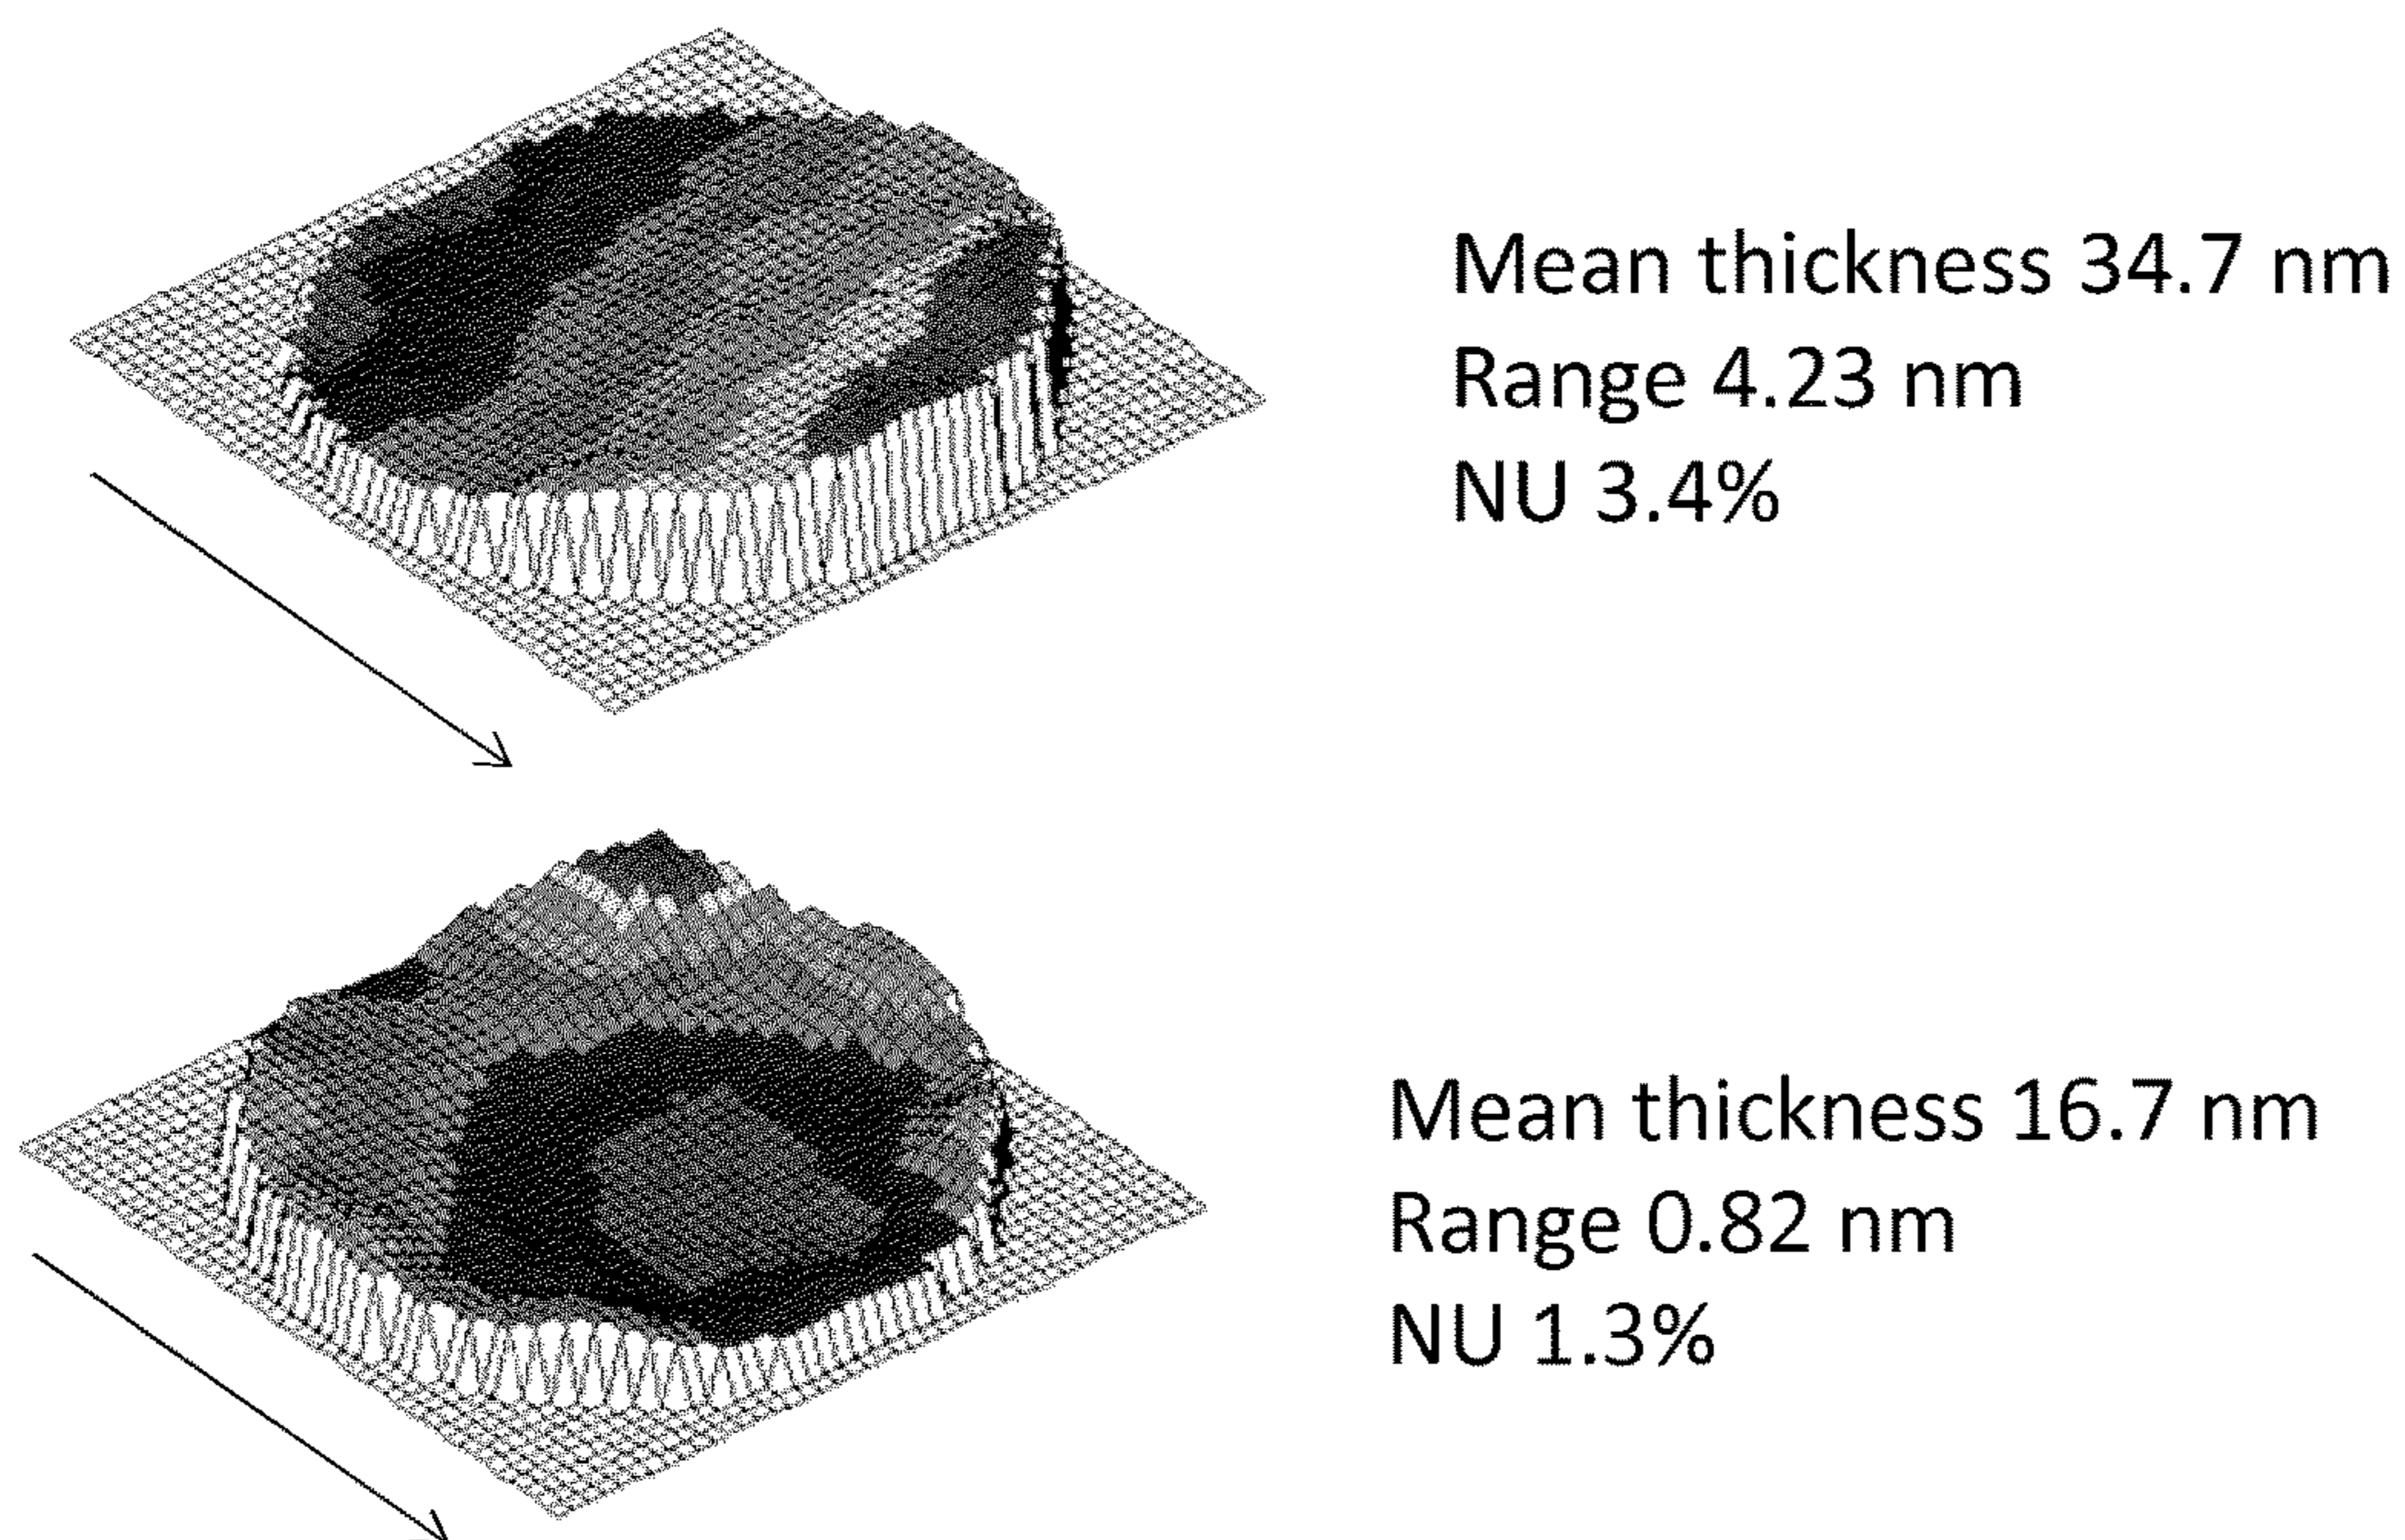 Mean thickness 34.7 nm
Range 4.23 nm
NU 3.4%
Mean thickness 16.7 nm
Range 0.82 nm
NU 1.3%